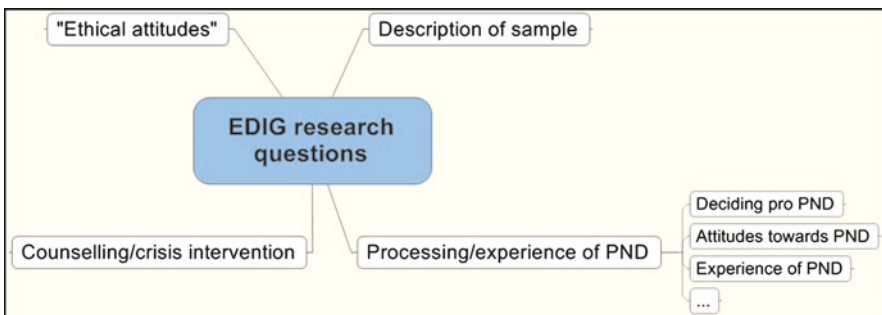 "Ethical attitudes"
Description of sample
EDIG research
questions
Counselling/crisis intervention
Processing/experience of PND
Deciding pro PND
Attitudes towards PND
Experience of PND
...